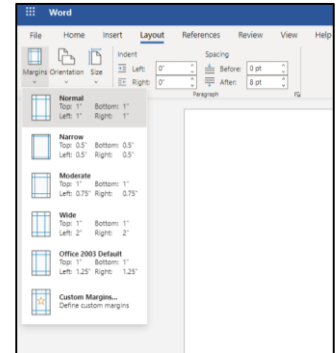 Word
File Home Insert Layout References Review View Help
Margins Orientation Size
Indent
Left: 0"
Right: 0"
Spacing
Before: 0 pt
After: 8 pt
Paragraph
Normal
Top: 1" Bottom: 1"
Left: 1" Right: 1"
Narrow
Top: 0.5" Bottom: 0.5"
Left: 0.5" Right: 0.5"
Moderate
Top: 1" Bottom: 1"
Left: 0.75" Right: 0.75"
Wide
Top: 1" Bottom: 1"
Left: 2" Right: 2"
Office 2003 Default
Top: 1" Bottom: 1"
Left: 1.25" Right: 1.25"
Custom Margins...
Define custom margins